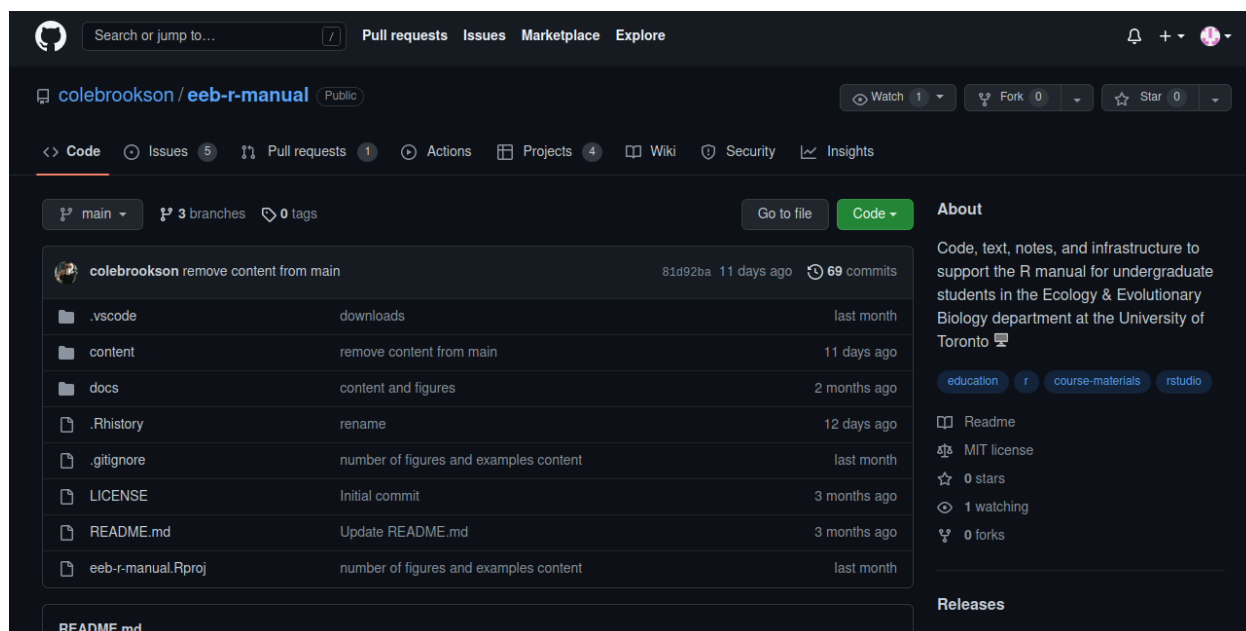 Search or jump to... / Pull requests Issues Marketplace Explore
colebrookson / eeb-r-manual Public Watch 1 Fork 0 Star 0
Code Issues 5 Pull requests 1 Actions Projects 4 Wiki Security Insights
main 3 branches 0 tags Go to file Code
colebrookson remove content from main 81d92ba 11 days ago 69 commits
.vscode downloads last month
content remove content from main 11 days ago
docs content and figures 2 months ago
.Rhistory rename 12 days ago
.gitignore number of figures and examples content last month
LICENSE Initial commit 3 months ago
README.md Update README.md 3 months ago
eeb-r-manual.Rproj number of figures and examples content last month
README.md
About
Code, text, notes, and infrastructure to
support the R manual for undergraduate
students in the Ecology & Evolutionary
Biology department at the University of
Toronto
education r course-materials rstudio
Readme
MIT license
0 stars
1 watching
0 forks
Releases